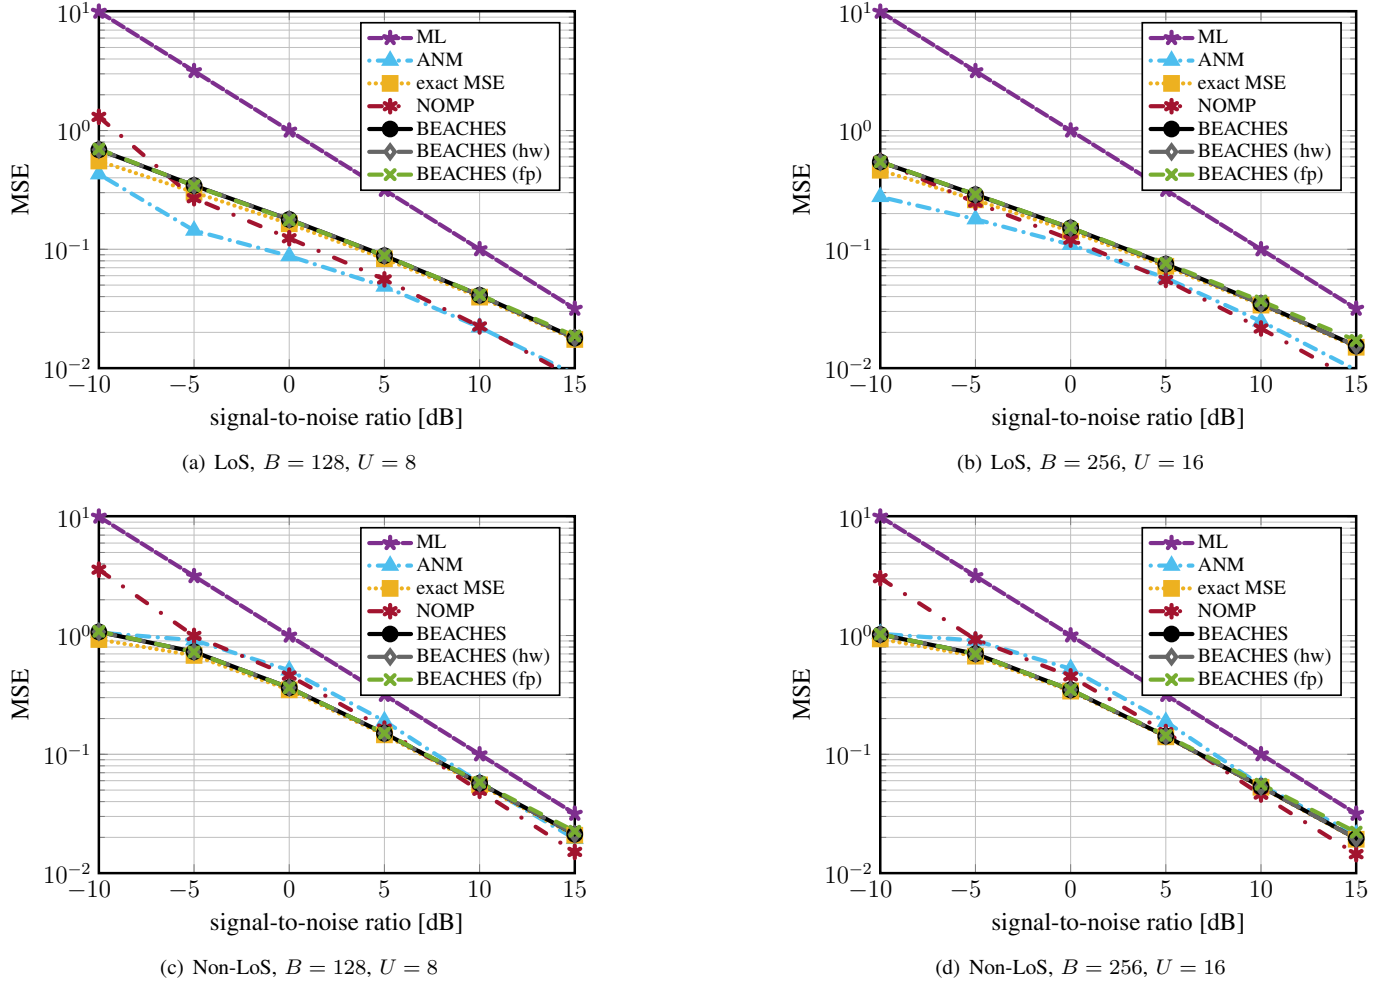 10^1
10^0
10^-1
10^-2
MSE
ML
ANM
exact MSE
NOMP
BEACHES
BEACHES (hw)
BEACHES (fp)
−10 −5 0 5 10 15
signal-to-noise ratio [dB]
(a) LoS, B = 128, U = 8
10^1
10^0
10^-1
10^-2
MSE
ML
ANM
exact MSE
NOMP
BEACHES
BEACHES (hw)
BEACHES (fp)
−10 −5 0 5 10 15
signal-to-noise ratio [dB]
(b) LoS, B = 256, U = 16
10^1
10^0
10^-1
10^-2
MSE
ML
ANM
exact MSE
NOMP
BEACHES
BEACHES (hw)
BEACHES (fp)
−10 −5 0 5 10 15
signal-to-noise ratio [dB]
(c) Non-LoS, B = 128, U = 8
10^1
10^0
10^-1
10^-2
MSE
ML
ANM
exact MSE
NOMP
BEACHES
BEACHES (hw)
BEACHES (fp)
−10 −5 0 5 10 15
signal-to-noise ratio [dB]
(d) Non-LoS, B = 256, U = 16